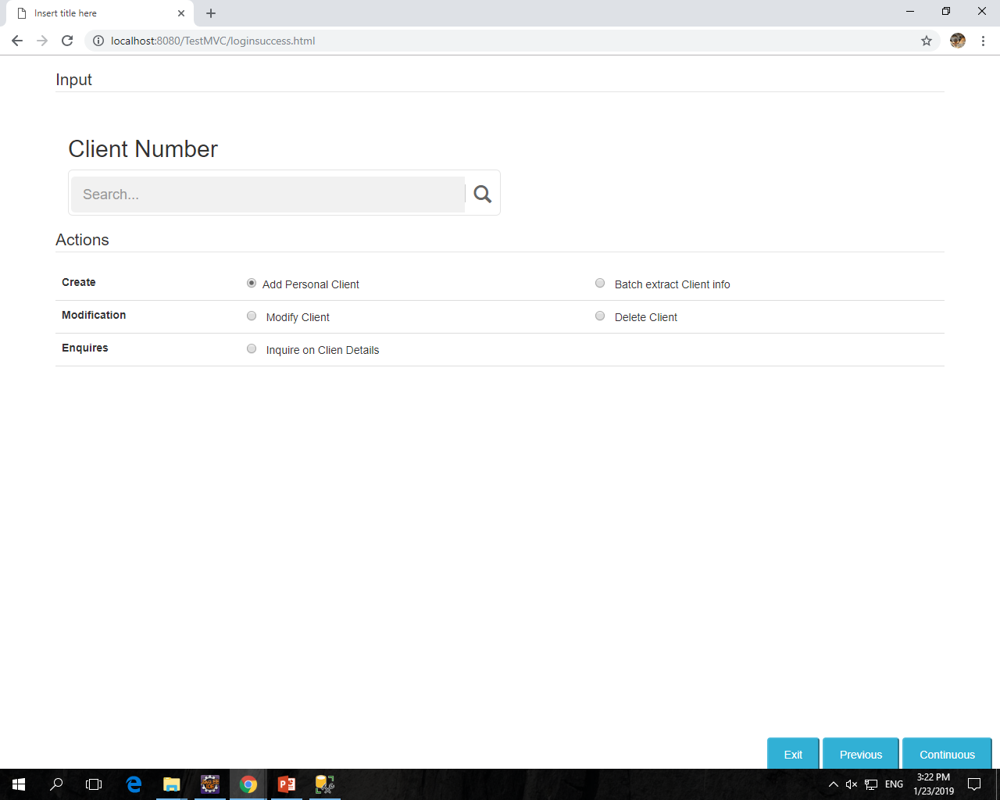 Insert title here
localhost:8080/TestMVC/loginsuccess.html
Input
Client Number
Search...
Actions
Create Add Personal Client Batch extract Client info
Modification Modify Client Delete Client
Enquires Inquire on Clien Details
Exit Previous Continuous
3:22 PM
ENG
1/23/2019